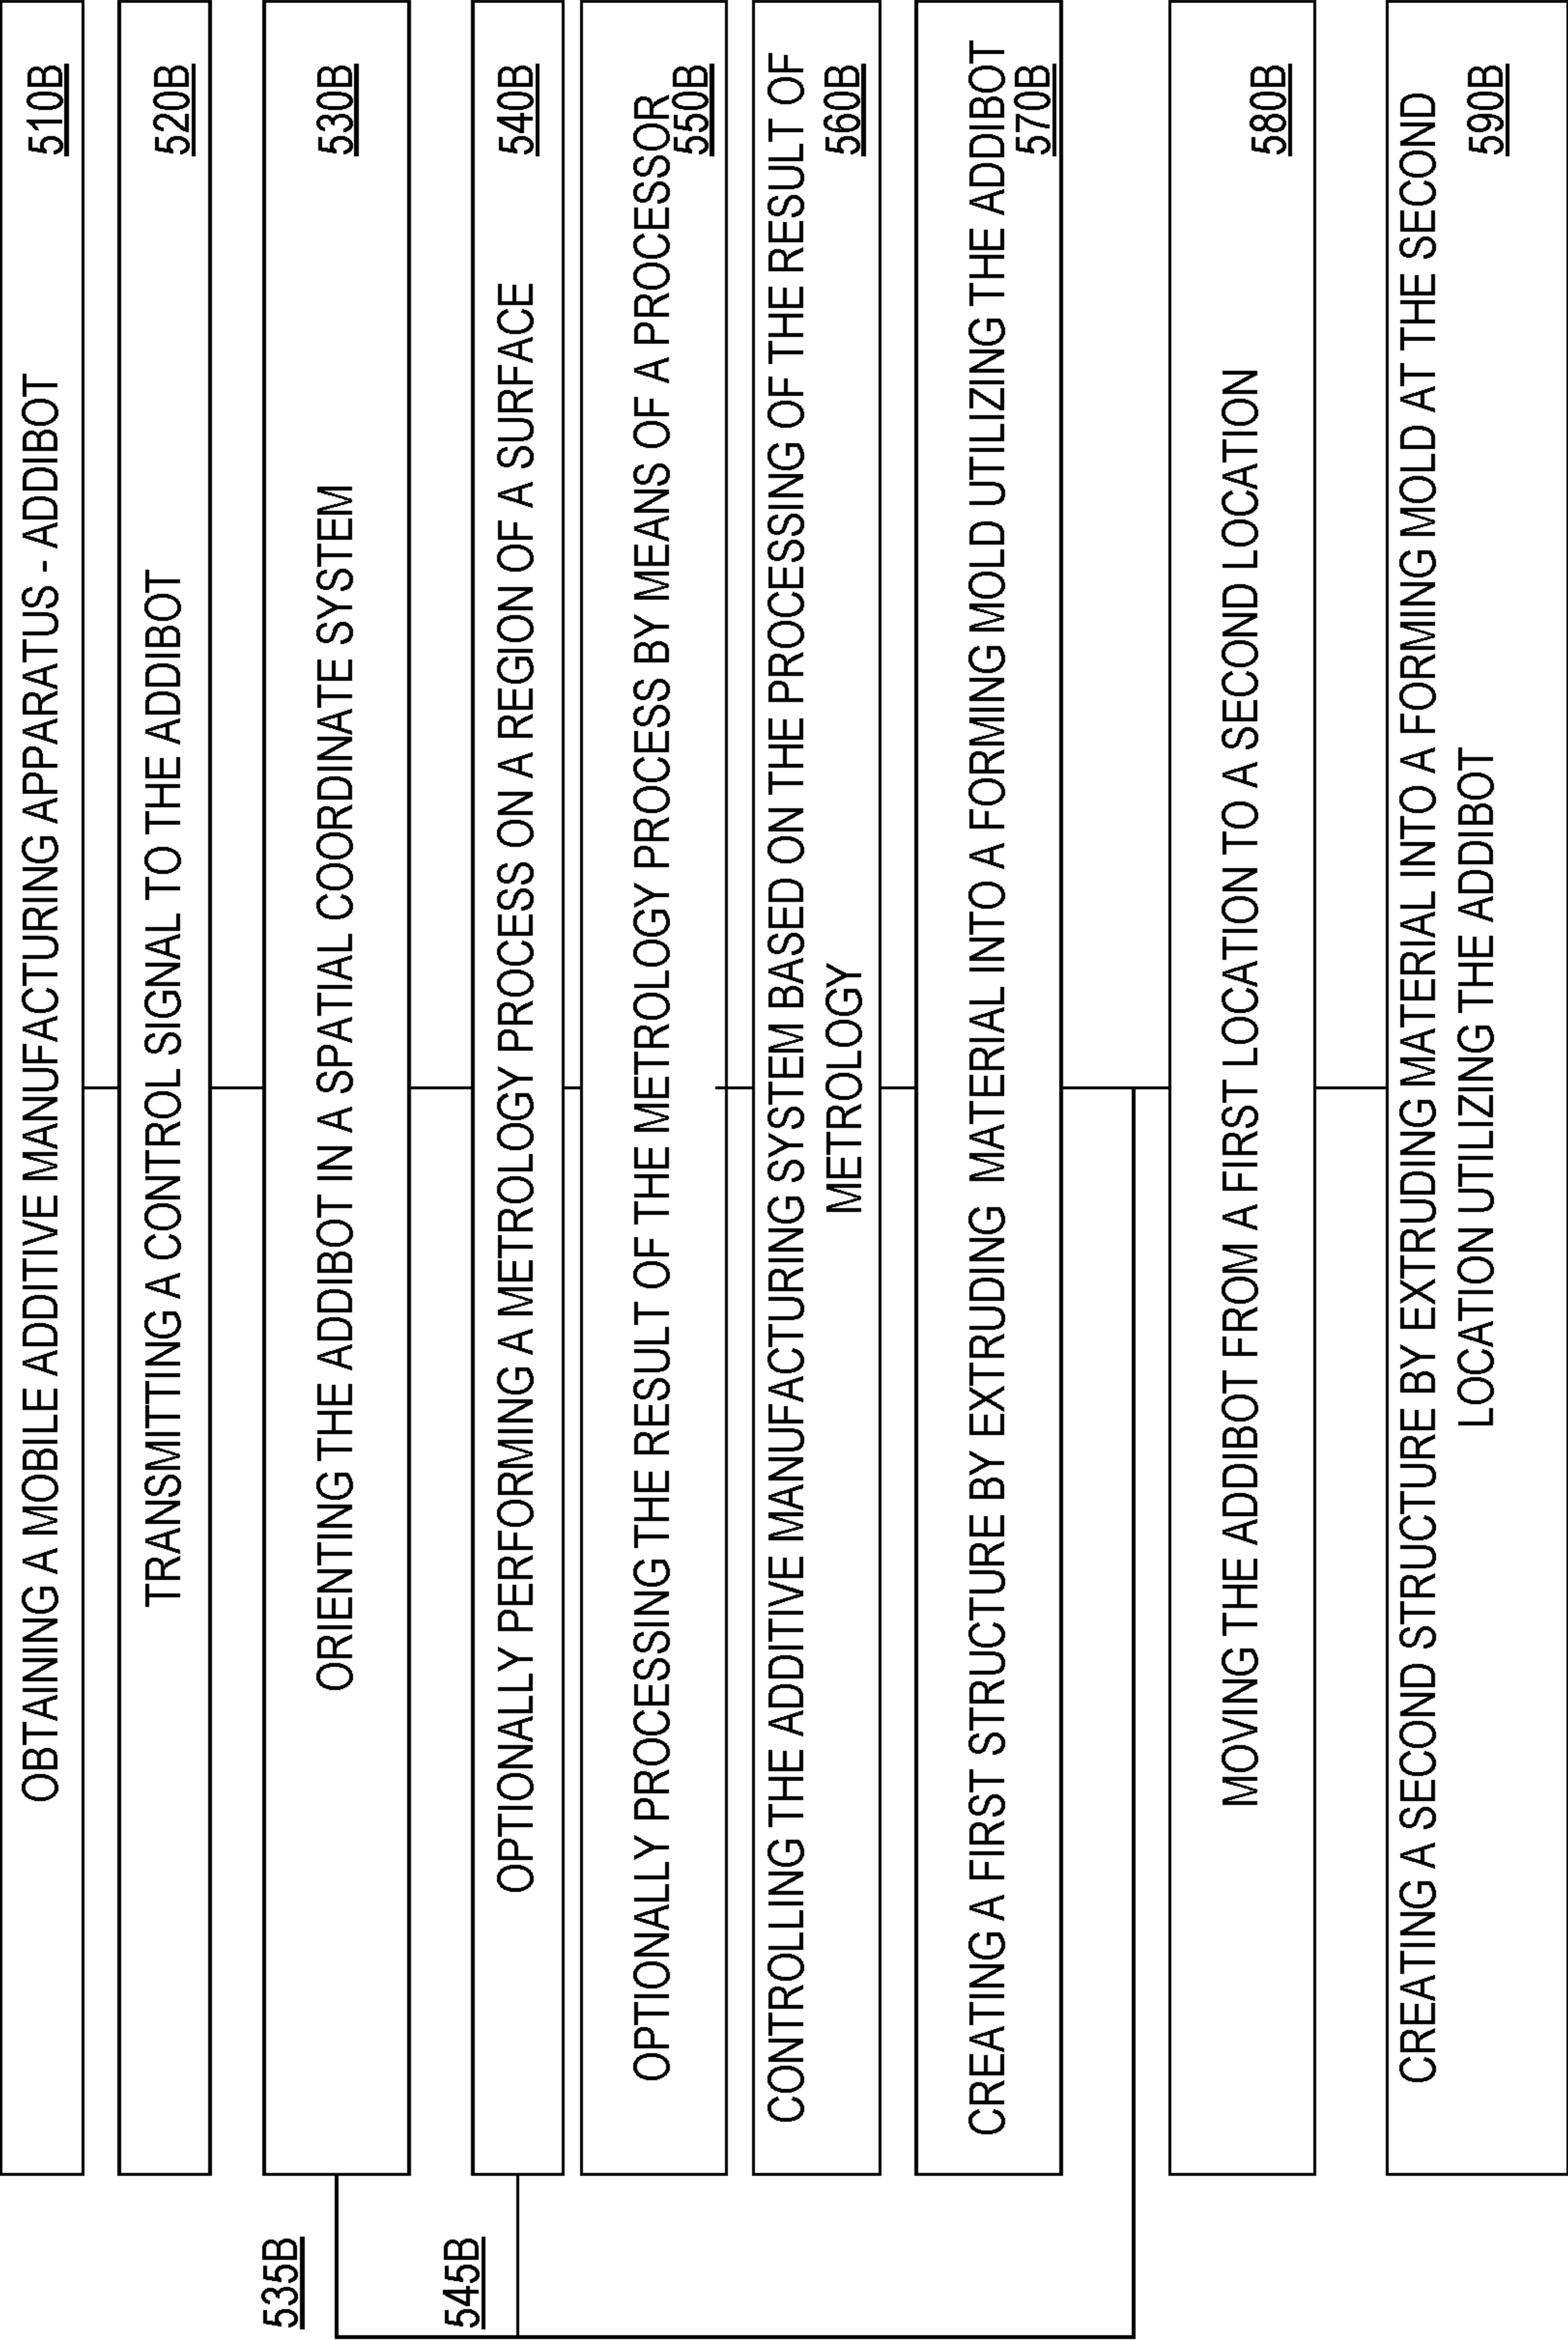 OBTAINING A MOBILE ADDITIVE MANUFACTURING APPARATUS - ADDIBOT
510B
TRANSMITTING A CONTROL SIGNAL TO THE ADDIBOT
520B
535B
ORIENTING THE ADDIBOT IN A SPATIAL COORDINATE SYSTEM
530B
545B
OPTIONALLY PERFORMING A METROLOGY PROCESS ON A REGION OF A SURFACE
540B
OPTIONALLY PROCESSING THE RESULT OF THE METROLOGY PROCESS BY MEANS OF A PROCESSOR
550B
CONTROLLING THE ADDITIVE MANUFACTURING SYSTEM BASED ON THE PROCESSING OF THE RESULT OF
METROLOGY
560B
CREATING A FIRST STRUCTURE BY EXTRUDING MATERIAL INTO A FORMING MOLD UTILIZING THE ADDIBOT
570B
MOVING THE ADDIBOT FROM A FIRST LOCATION TO A SECOND LOCATION
580B
CREATING A SECOND STRUCTURE BY EXTRUDING MATERIAL INTO A FORMING MOLD AT THE SECOND
LOCATION UTILIZING THE ADDIBOT
590B